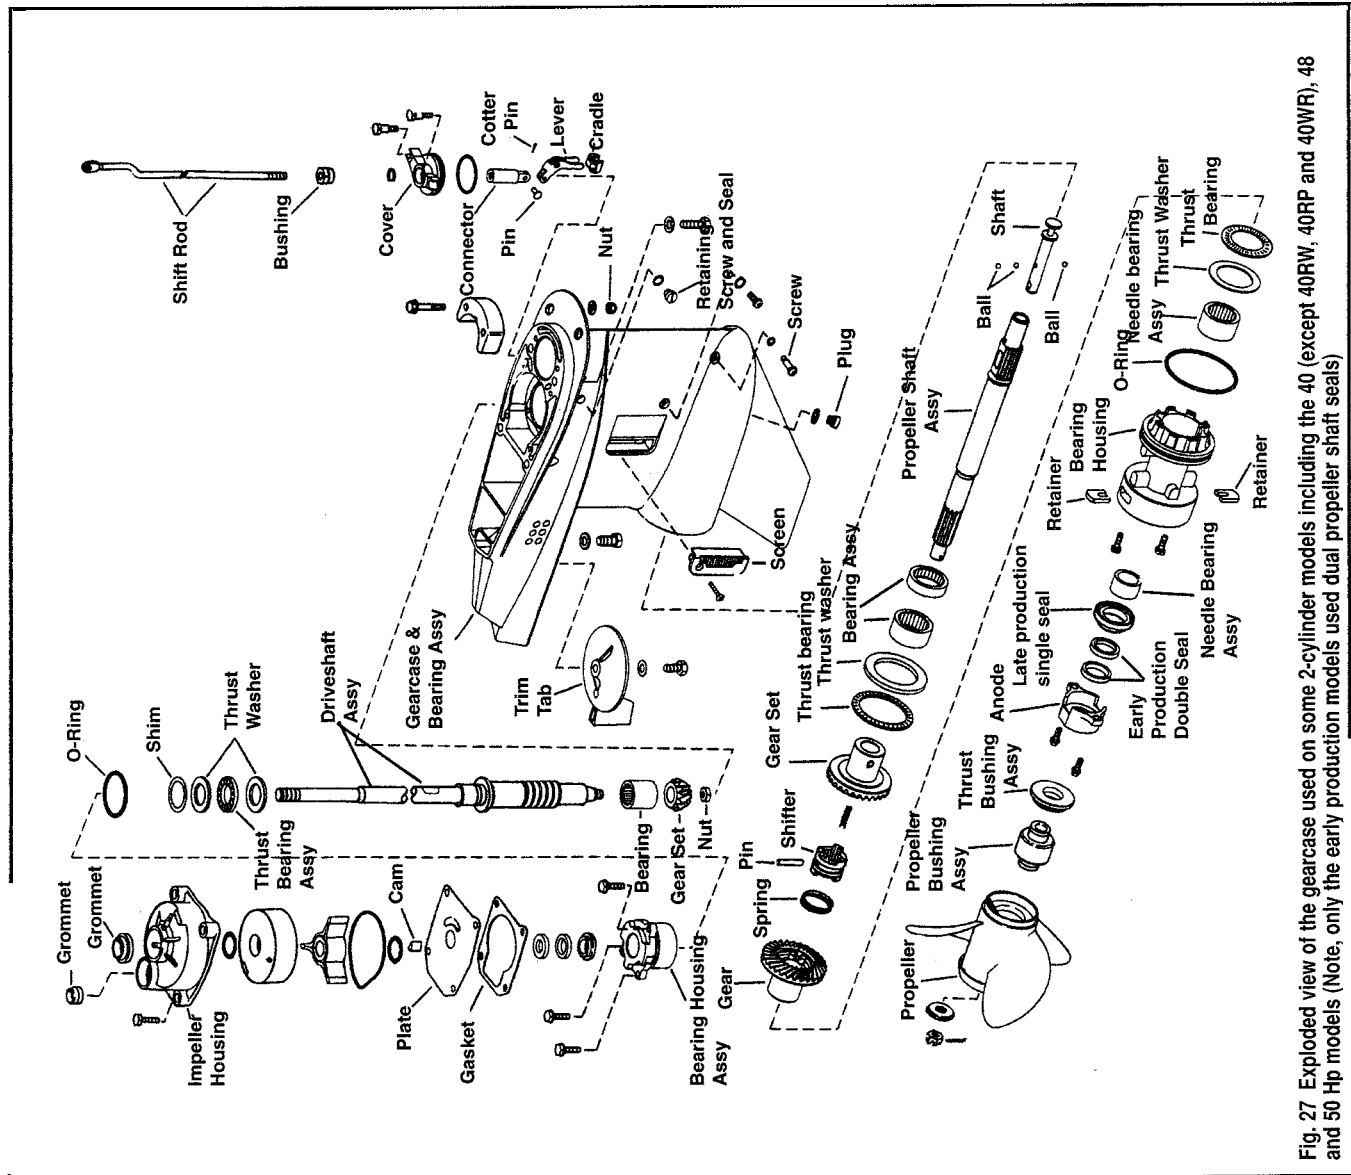 Grommet
Grommet
Impeller
Housing
Cam
Plate
Gasket
Bearing Housing
Assy
O-Ring
Shim
Thrust
Washer
Thrust
Bearing
Assy
Driveshaft
Assy
Bearing
Gear Set
Nut
Shift Rod
Bushing
Cover
Connector
Pin
Cotter
Pin
Lever
Cradle
Nut
Retaining
Screw and Seal
Screw
Plug
Gearcase &
Bearing Assy
Trim
Tab
Screen
Gear
Spring
Pin
Shifter
Gear Set
Thrust bearing
Thrust washer
Bearing Assy
Propeller Shaft
Assy
Ball
Ball
Shaft
Propeller
Propeller
Bushing
Assy
Thrust
Bushing
Assy
Anode
Late production
single seal
Early
Production
Double Seal
Needle Bearing
Assy
Retainer
Retainer
Bearing
Housing
O-Ring
Needle bearing
Assy
Thrust Washer
Thrust
Bearing
Fig. 27 Exploded view of the gearcase used on some 2-cylinder models including the 40 (except 40RW, 40RP and 40WR), 48
and 50 Hp models (Note, only the early production models used dual propeller shaft seals)